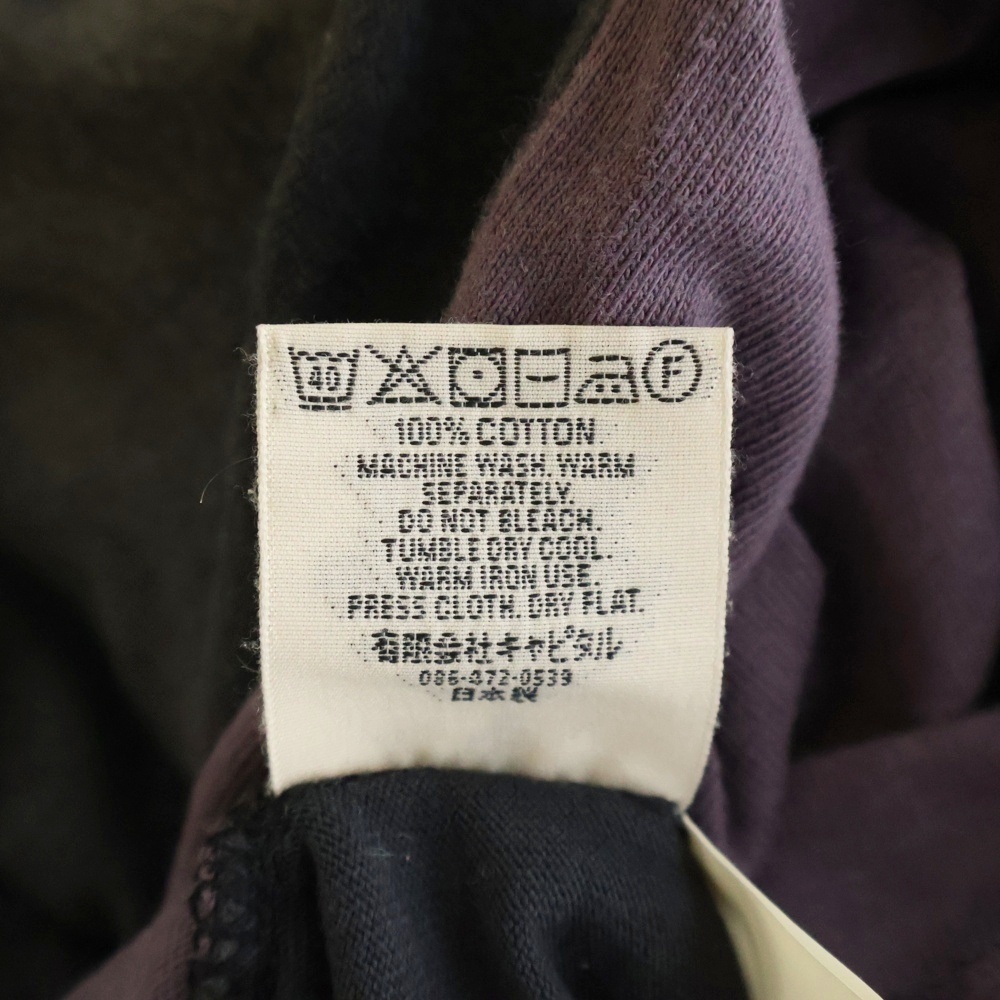 40 F
100% COTTON
MACHINE WASH. WARM
SEPARATELY.
DO NOT BLEACH.
TUMBLE DRY COOL.
WARM IRON USE.
PRESS CLOTH. DRY FLAT.
有限会社キャピタル
086-472-0539
日本製